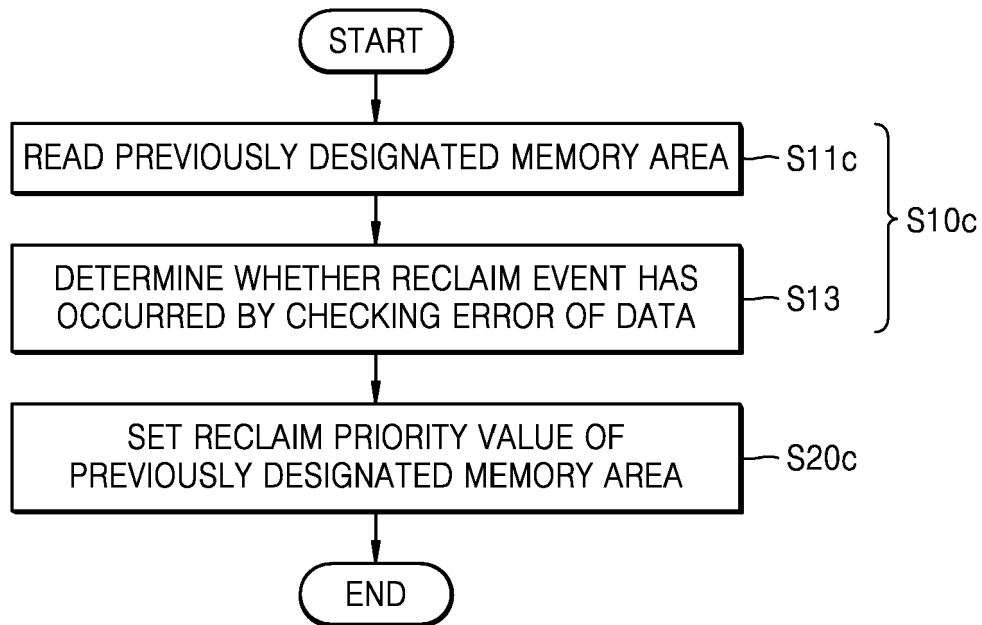 START
READ PREVIOUSLY DESIGNATED MEMORY AREA
S11c
S10c
DETERMINE WHETHER RECLAIM EVENT HAS
OCCURRED BY CHECKING ERROR OF DATA
S13
SET RECLAIM PRIORITY VALUE OF
PREVIOUSLY DESIGNATED MEMORY AREA
S20c
END